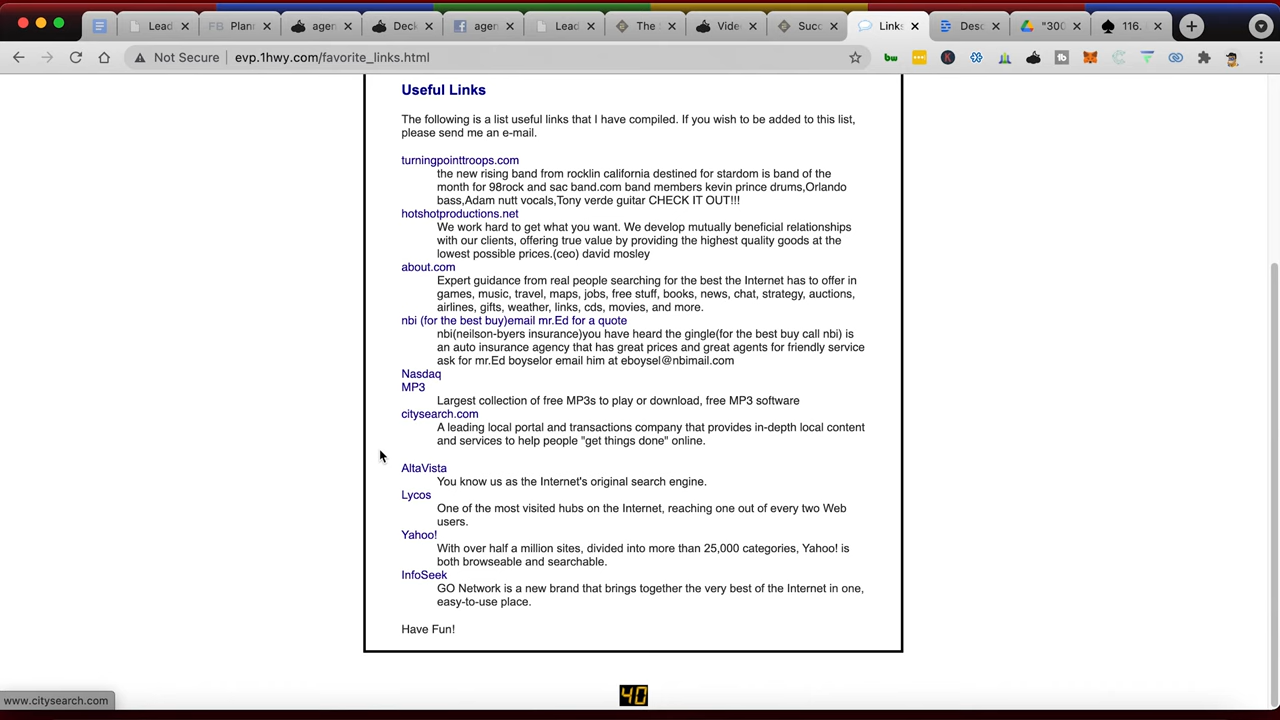 Lead
FB Plann
agen
Deck
agen
Lead
The
Vide
Succ
Links
Desc
"300
116.
Not Secure evp.1hwy.com/favorite_links.html
Useful Links
The following is a list useful links that I have compiled. If you wish to be added to this list,
please send me an e-mail.
turningpointtroops.com
the new rising band from rocklin california destined for stardom is band of the
month for 98rock and sac band.com band members kevin prince drums,Orlando
bass,Adam nutt vocals,Tony verde guitar CHECK IT OUT!!!
hotshotproductions.net
We work hard to get what you want. We develop mutually beneficial relationships
with our clients, offering true value by providing the highest quality goods at the
lowest possible prices.(ceo) david mosley
about.com
Expert guidance from real people searching for the best the Internet has to offer in
games, music, travel, maps, jobs, free stuff, books, news, chat, strategy, auctions,
airlines, gifts, weather, links, cds, movies, and more.
nbi (for the best buy)email mr.Ed for a quote
nbi(neilson-byers insurance)you have heard the gingle(for the best buy call nbi) is
an auto insurance agency that has great prices and great agents for friendly service
ask for mr.Ed boyselor email him at eboysel@nbimail.com
Nasdaq
MP3
Largest collection of free MP3s to play or download, free MP3 software
citysearch.com
A leading local portal and transactions company that provides in-depth local content
and services to help people "get things done" online.
AltaVista
You know us as the Internet's original search engine.
Lycos
One of the most visited hubs on the Internet, reaching one out of every two Web
users.
Yahoo!
With over half a million sites, divided into more than 25,000 categories, Yahoo! is
both browseable and searchable.
InfoSeek
GO Network is a new brand that brings together the very best of the Internet in one,
easy-to-use place.
Have Fun!
40
www.citysearch.com